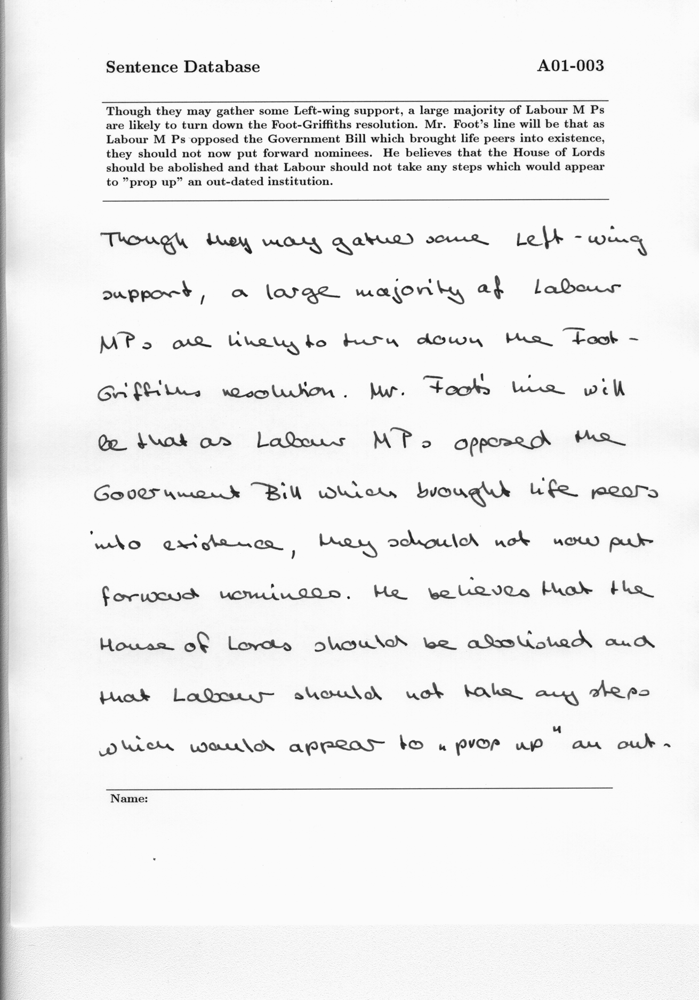 Sentence Database A01-003
Though they may gather some Left-wing support, a large majority of Labour M Ps
are likely to turn down the Foot-Griffiths resolution. Mr. Foot's line will be that as
Labour M Ps opposed the Government Bill which brought life peers into existence,
they should not now put forward nominees. He believes that the House of Lords
should be abolished and that Labour should not take any steps which would appear
to ”prop up” an out-dated institution.
Though they may gather some Left-wing
support, a large majority of Labour
MPs are likely to turn down the Foot-
Griffiths resolution. Mr. Foot's line will
be that as Labour MPs opposed the
Government Bill which brought life peers
into existence, they schould not now put
forward nominees. He believes that the
House of Lords should be abolished and
that Labour should not take any steps
which would appear to „prop up" an out-
Name: